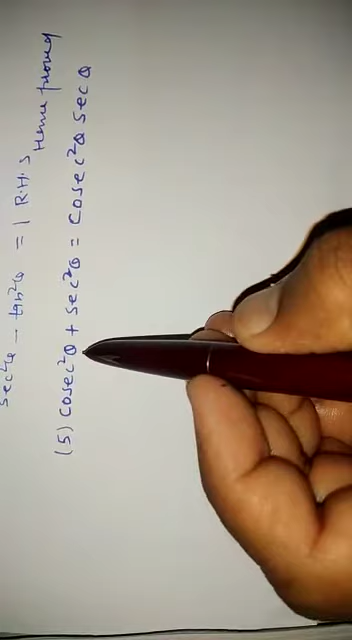 sec²θ - tan²θ = 1 R.H.S Hence proved
(5) cosec²θ + sec²θ = cosec²θ sec θ